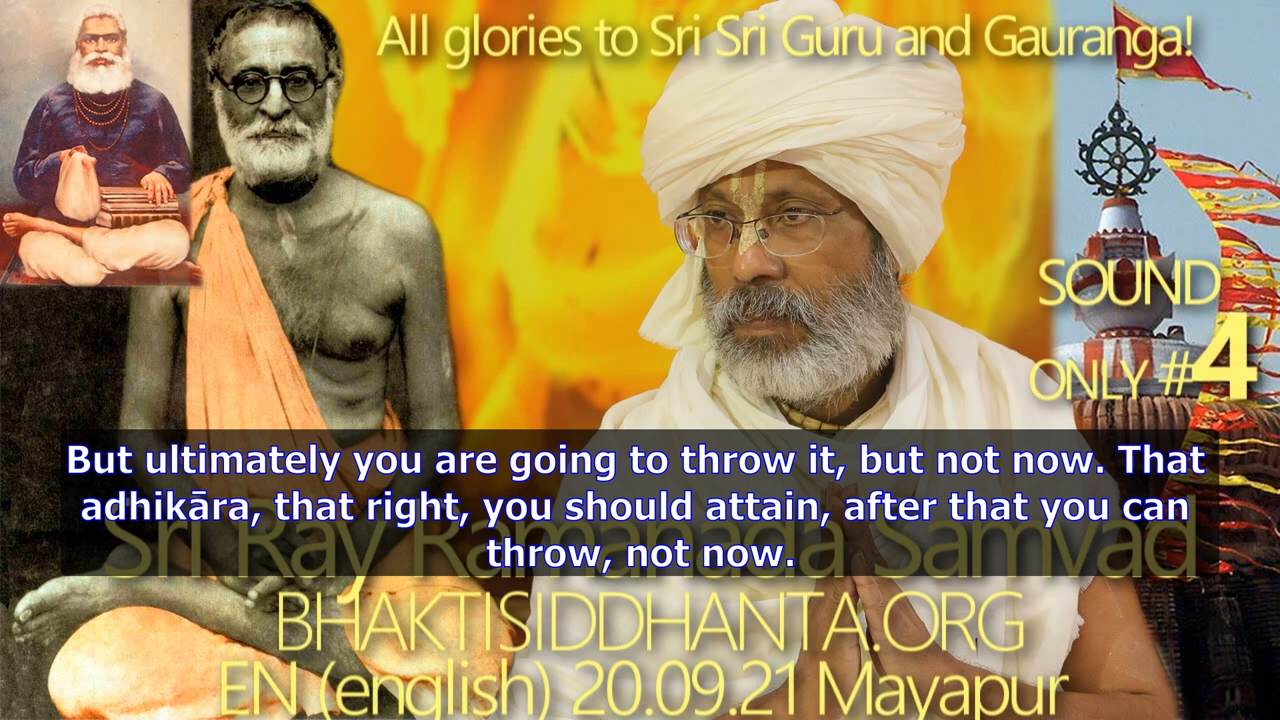 All glories to Sri Sri Guru and Gauranga!
SOUND
ONLY #4
But ultimately you are going to throw it, but not now. That
adhikāra, that right, you should attain, after that you can
throw, not now.
Sri Ray Ramanada Samvad
BHAKTISIDDHANTA.ORG
EN (english) 20.09.21 Mayapur